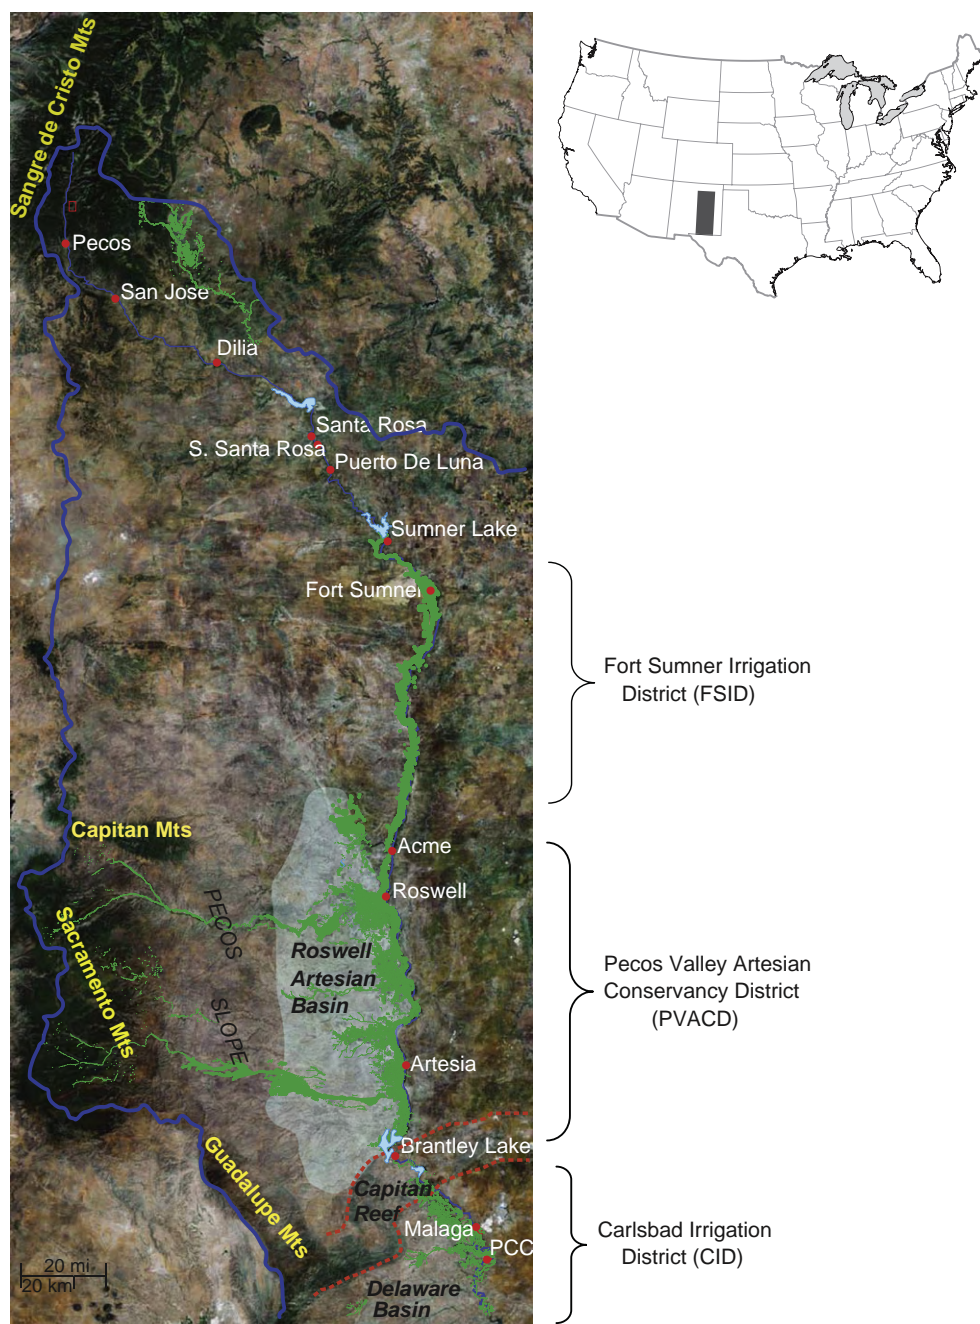 Sangre de Cristo Mts
Pecos
San Jose
Dilia
Santa Rosa
S. Santa Rosa
Puerto De Luna
Sumner Lake
Fort Sumner
Fort Sumner Irrigation
District (FSID)
Capitan Mts
Acme
Roswell
PECOS
SLOPE
Sacramento Mts
Roswell
Artesian
Basin
Pecos Valley Artesian
Conservancy District
(PVACD)
Artesia
Brantley Lake
Guadalupe Mts
Capitan
Reef
Malaga
PCC
Carlsbad Irrigation
District (CID)
20 mi
20 km
Delaware
Basin